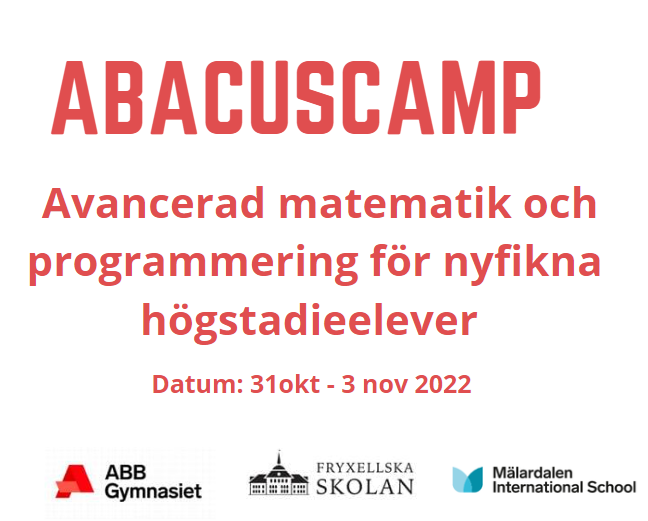 ABACUSCAMP
Avancerad matematik och
programmering för nyfikna
högstadieelever
Datum: 31okt - 3 nov 2022
ABB
Gymnasiet
FRYXELLSKA
SKOLAN
Mälardalen
International School